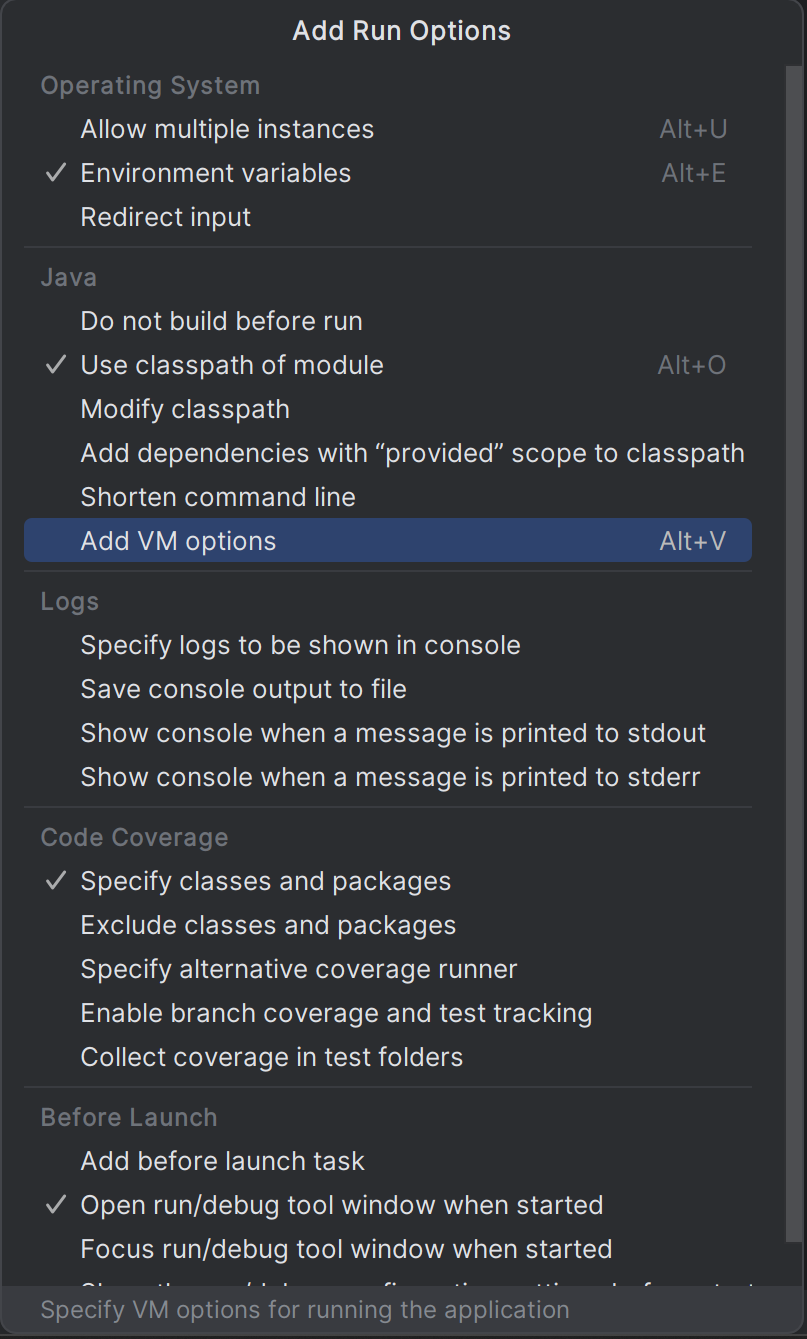 Add Run Options
Operating System
Allow multiple instances Alt+U
Environment variables Alt+E
Redirect input
Java
Do not build before run
Use classpath of module Alt+O
Modify classpath
Add dependencies with “provided” scope to classpath
Shorten command line
Add VM options Alt+V
Logs
Specify logs to be shown in console
Save console output to file
Show console when a message is printed to stdout
Show console when a message is printed to stderr
Code Coverage
Specify classes and packages
Exclude classes and packages
Specify alternative coverage runner
Enable branch coverage and test tracking
Collect coverage in test folders
Before Launch
Add before launch task
Open run/debug tool window when started
Focus run/debug tool window when started
Specify VM options for running the application